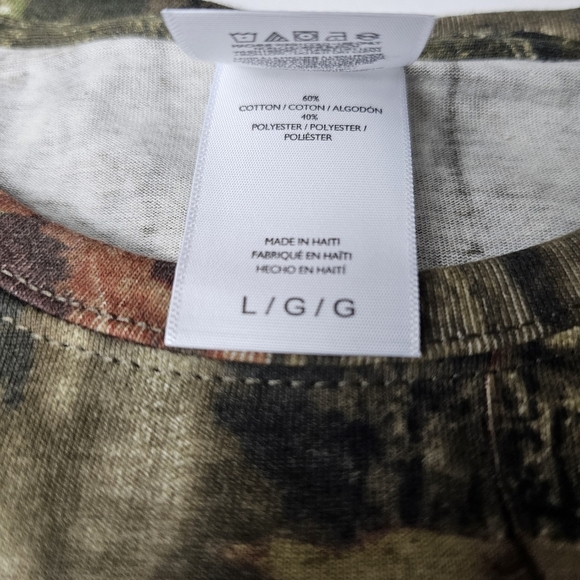 60%
COTTON / COTON / ALGODÓN
40%
POLYESTER / POLYESTER /
POLIÉSTER
MADE IN HAITI
FABRIQUÉ EN HAÏTI
HECHO EN HAITÍ
L / G / G